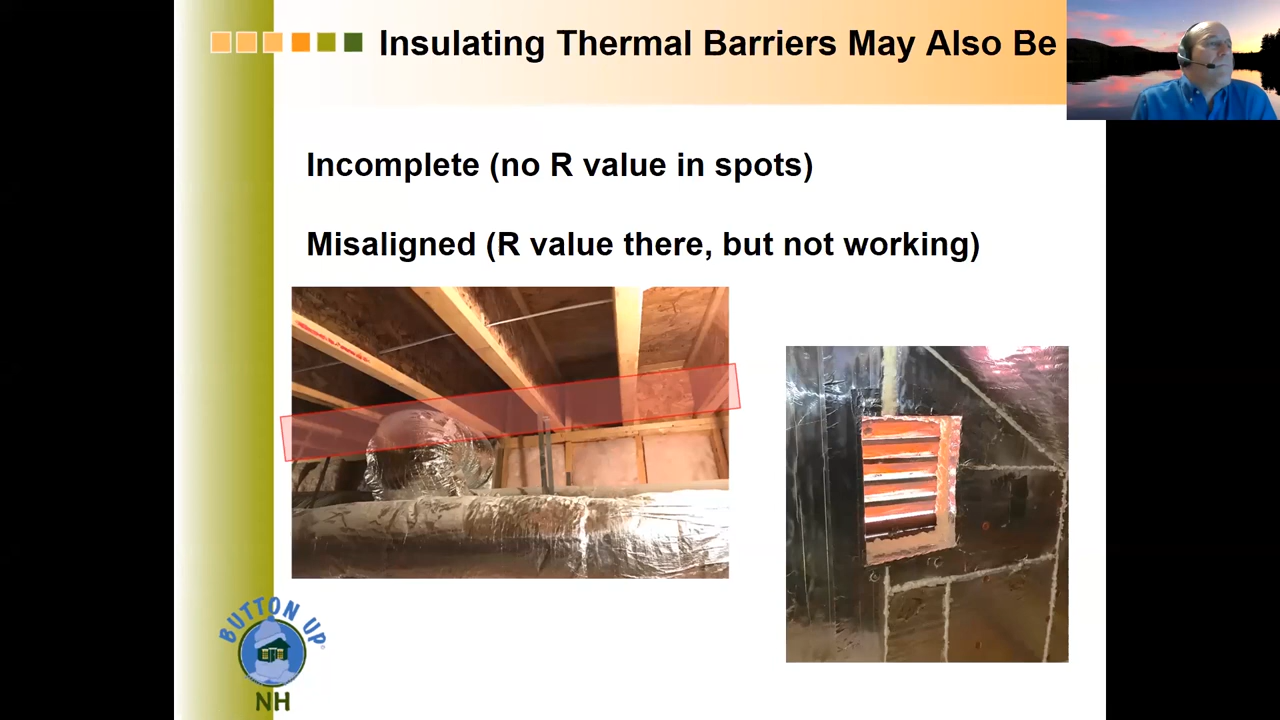 Insulating Thermal Barriers May Also Be
Incomplete (no R value in spots)
Misaligned (R value there, but not working)
BUTTON UP
NH